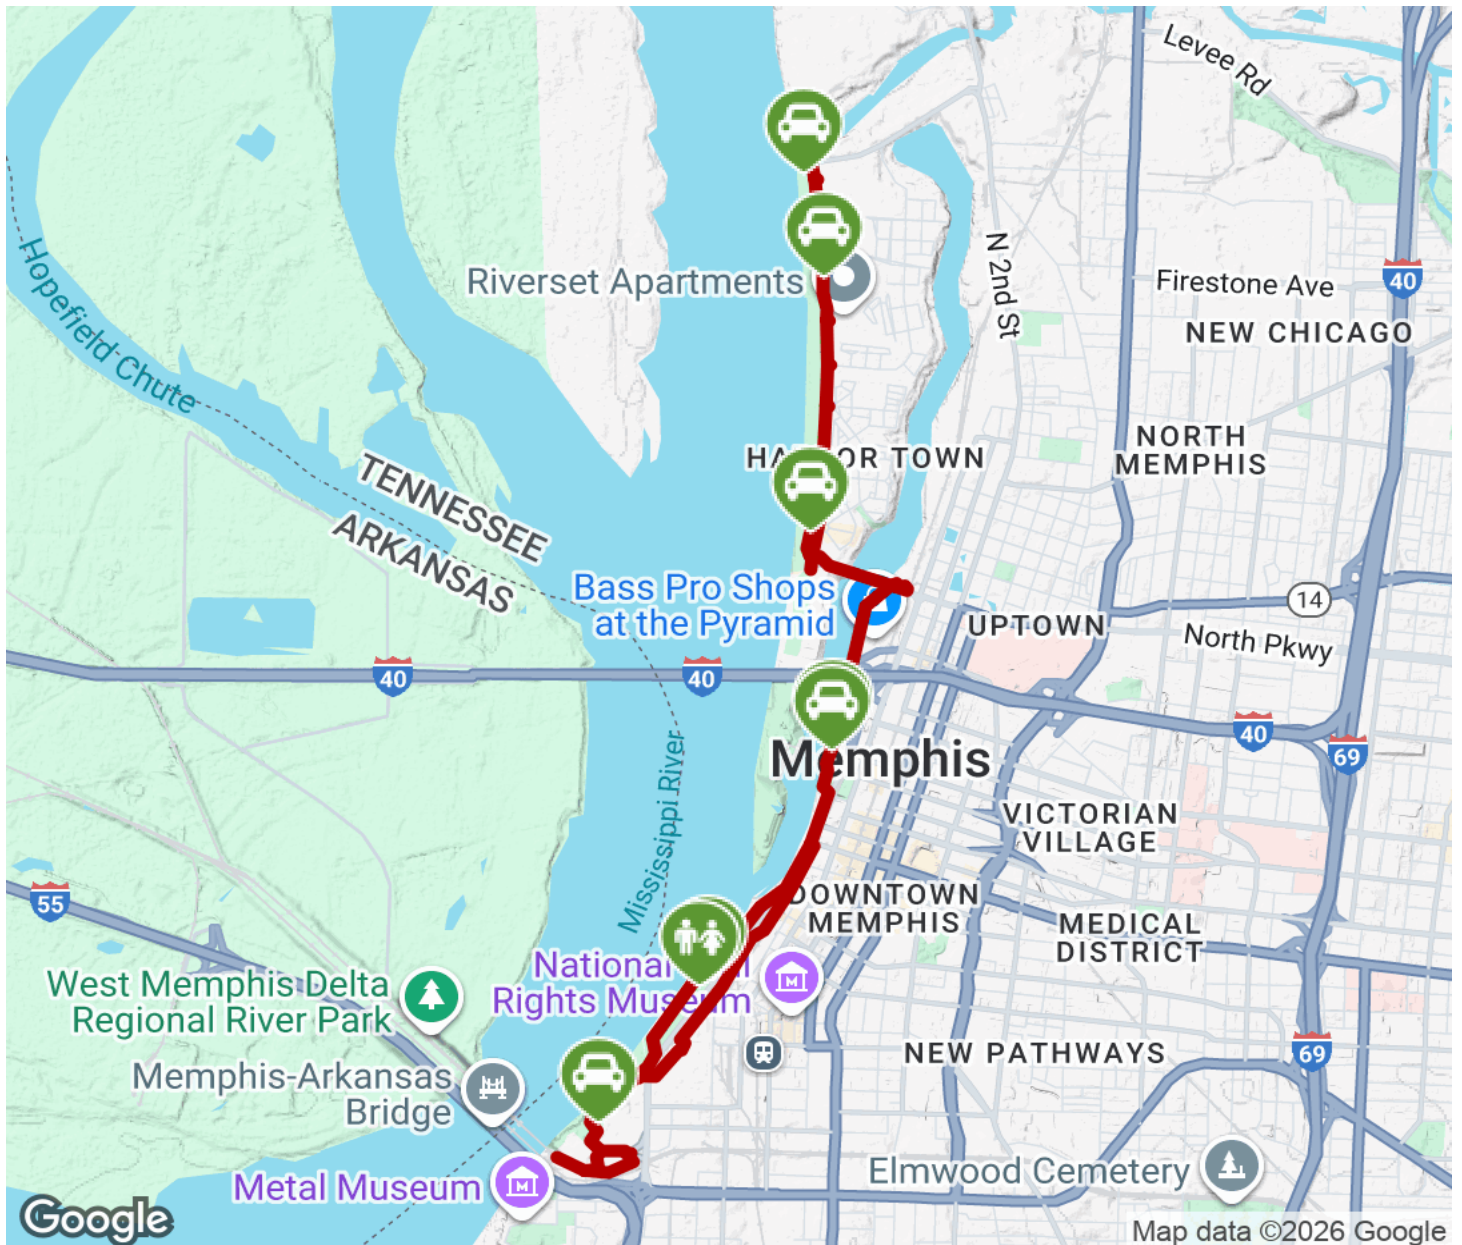 Levee Rd
N 2nd St
40
Firestone Ave
Riverset Apartments
NEW CHICAGO
Hopefield Chute
NORTH
MEMPHIS
TENNESSEE
ARKANSAS
Bass Pro Shops
at the Pyramid
14
UPTOWN
North Pkwy
40
40
40
69
Memphis
Mississippi River
VICTORIAN
VILLAGE
55
DOWNTOWN
MEMPHIS
MEDICAL
DISTRICT
National
Rights Museum
West Memphis Delta
Regional River Park
NEW PATHWAYS
69
Memphis-Arkansas
Bridge
Elmwood Cemetery
Metal Museum
Google
Map data ©2026 Google